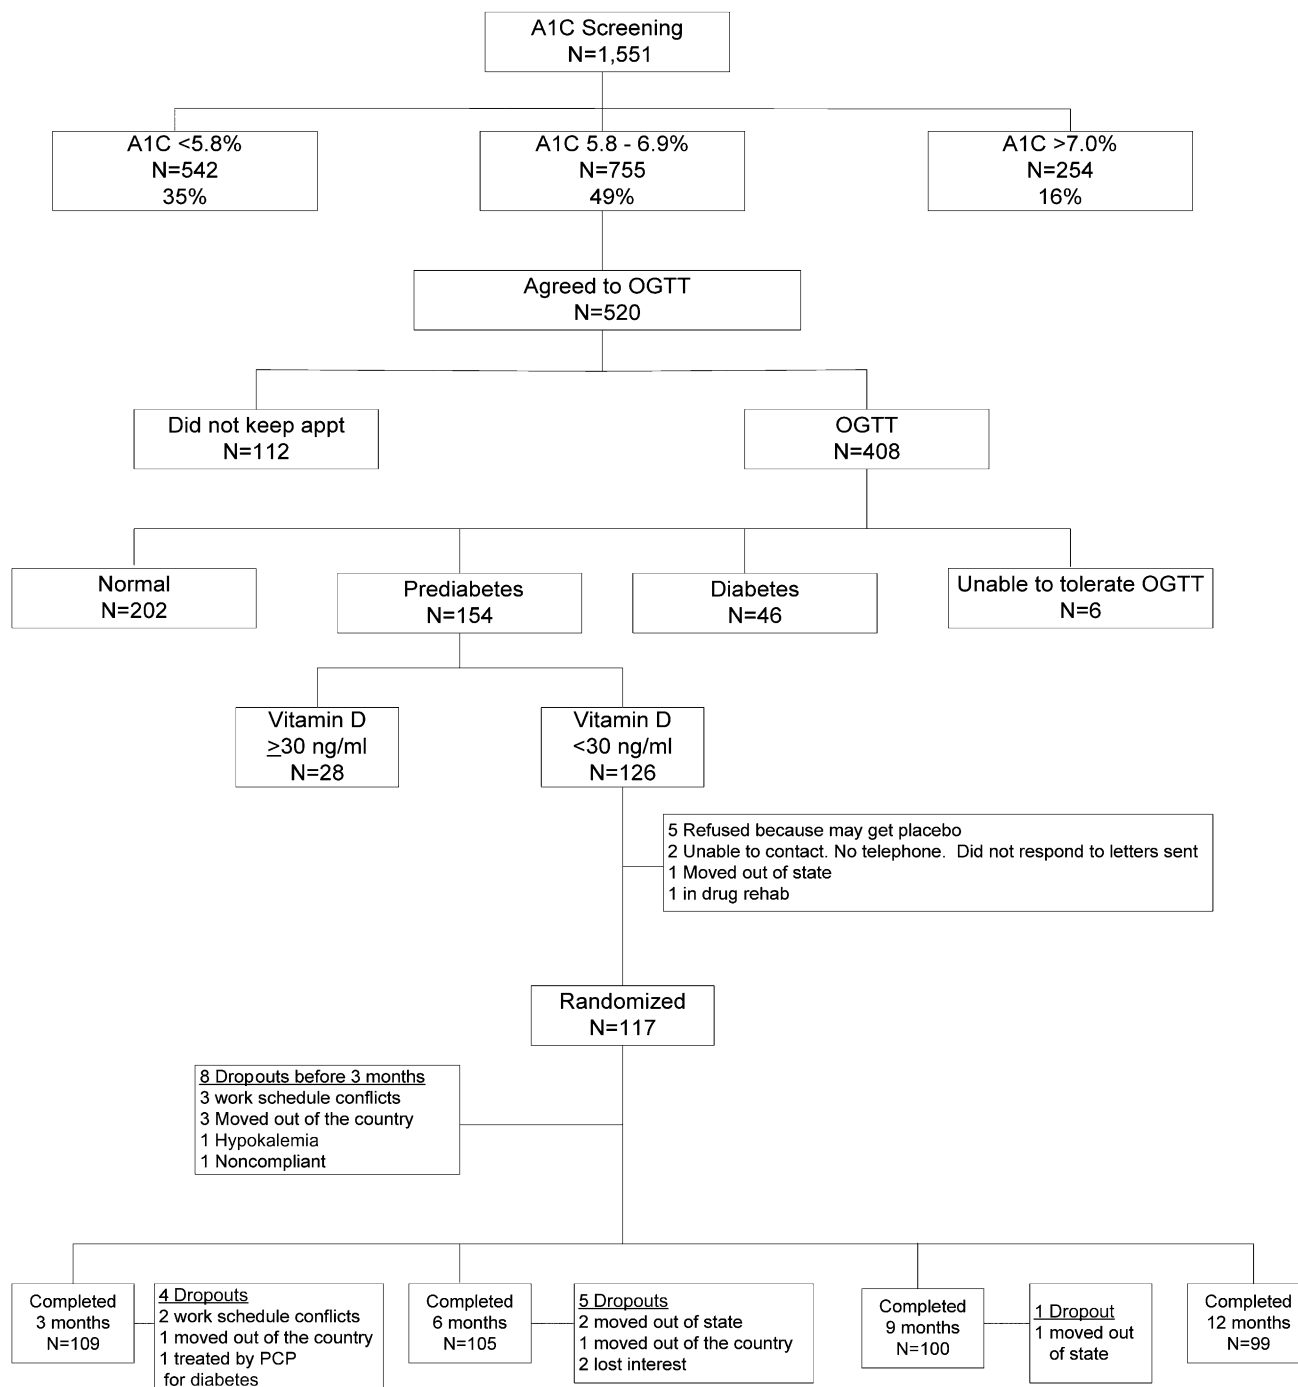 A1C Screening
N=1,551
A1C <5.8%
N=542
35%
A1C 5.8 - 6.9%
N=755
49%
A1C >7.0%
N=254
16%
Agreed to OGTT
N=520
Did not keep appt
N=112
OGTT
N=408
Normal
N=202
Prediabetes
N=154
Diabetes
N=46
Unable to tolerate OGTT
N=6
Vitamin D
≥30 ng/ml
N=28
Vitamin D
<30 ng/ml
N=126
5 Refused because may get placebo
2 Unable to contact. No telephone. Did not respond to letters sent
1 Moved out of state
1 in drug rehab
Randomized
N=117
8 Dropouts before 3 months
3 work schedule conflicts
3 Moved out of the country
1 Hypokalemia
1 Noncompliant
Completed
3 months
N=109
4 Dropouts
2 work schedule conflicts
1 moved out of the country
1 treated by PCP
for diabetes
Completed
6 months
N=105
5 Dropouts
2 moved out of state
1 moved out of the country
2 lost interest
Completed
9 months
N=100
1 Dropout
1 moved out
of state
Completed
12 months
N=99